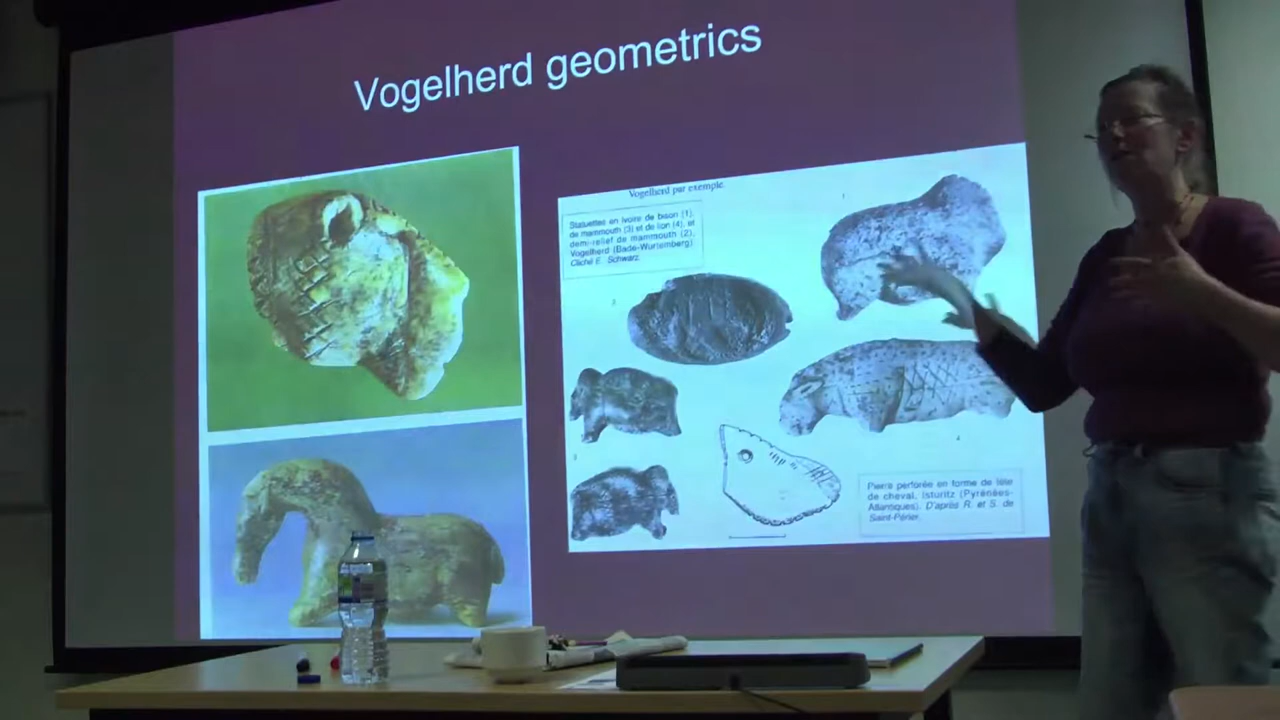 Vogelherd geometrics
Vogelherd par exemple.
Statuettes en ivoire de bison (1),
de mammouth (3) et de lion (4), et
demi-relief de mammouth (2),
Vogelherd (Bade-Wurtemberg)
Cliché E. Schwarz.
Pierre perforée en forme de tête
de cheval, Isturitz (Pyrénées-
Atlantiques). D'après R. et S. de
Saint-Périer.